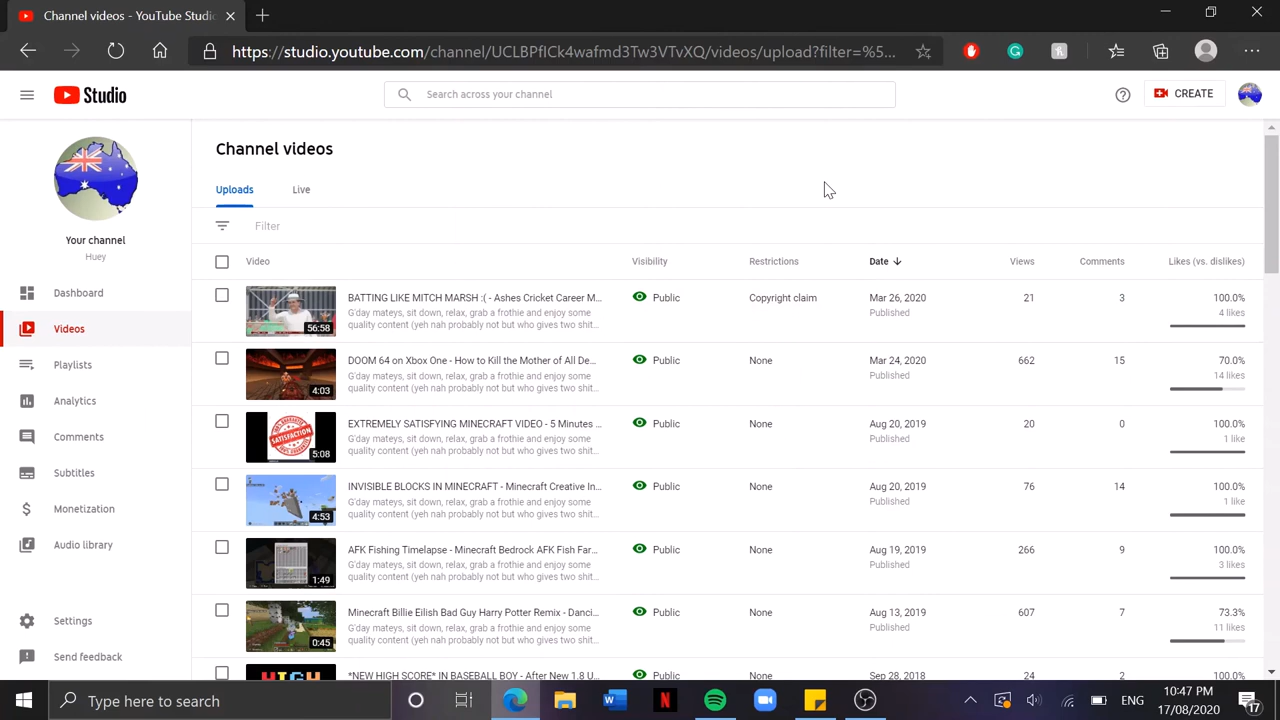 Channel videos - YouTube Studio
https://studio.youtube.com/channel/UCLBPflCk4wafmd3Tw3VTvXQ/videos/upload?filter=%5...
Studio
Search across your channel
CREATE
Your channel
Huey
Dashboard
Videos
Playlists
Analytics
Comments
Subtitles
Monetization
Audio library
Settings
Send feedback
Channel videos
Uploads Live
Filter
Video Visibility Restrictions Date Views Comments Likes (vs. dislikes)
BATTING LIKE MITCH MARSH :( - Ashes Cricket Career M... Public Copyright claim Mar 26, 2020 21 3 100.0%
G'day mateys, sit down, relax, grab a frothie and enjoy some Published 4 likes
quality content (yeh nah probably not but who gives two shit...
56:58
DOOM 64 on Xbox One - How to Kill the Mother of All De... Public None Mar 24, 2020 662 15 70.0%
G'day mateys, sit down, relax, grab a frothie and enjoy some Published 14 likes
quality content (yeh nah probably not but who gives two shit...
4:03
EXTREMELY SATISFYING MINECRAFT VIDEO - 5 Minutes ... Public None Aug 20, 2019 20 0 100.0%
SATISFACTION
G'day mateys, sit down, relax, grab a frothie and enjoy some Published 1 like
quality content (yeh nah probably not but who gives two shit...
5:08
INVISIBLE BLOCKS IN MINECRAFT - Minecraft Creative In... Public None Aug 20, 2019 76 14 100.0%
G'day mateys, sit down, relax, grab a frothie and enjoy some Published 1 like
quality content (yeh nah probably not but who gives two shit...
4:53
AFK Fishing Timelapse - Minecraft Bedrock AFK Fish Far... Public None Aug 19, 2019 266 9 100.0%
G'day mateys, sit down, relax, grab a frothie and enjoy some Published 3 likes
quality content (yeh nah probably not but who gives two shit...
1:49
Minecraft Billie Eilish Bad Guy Harry Potter Remix - Danci... Public None Aug 13, 2019 607 7 73.3%
G'day mateys, sit down, relax, grab a frothie and enjoy some Published 11 likes
quality content (yeh nah probably not but who gives two shit...
0:45
HIGH
*NEW HIGH SCORE* IN BASEBALL BOY - After New 1.8 U... Public None Sep 28, 2018 24 2 100.0%
Type here to search
ENG
10:47 PM
17/08/2020
17